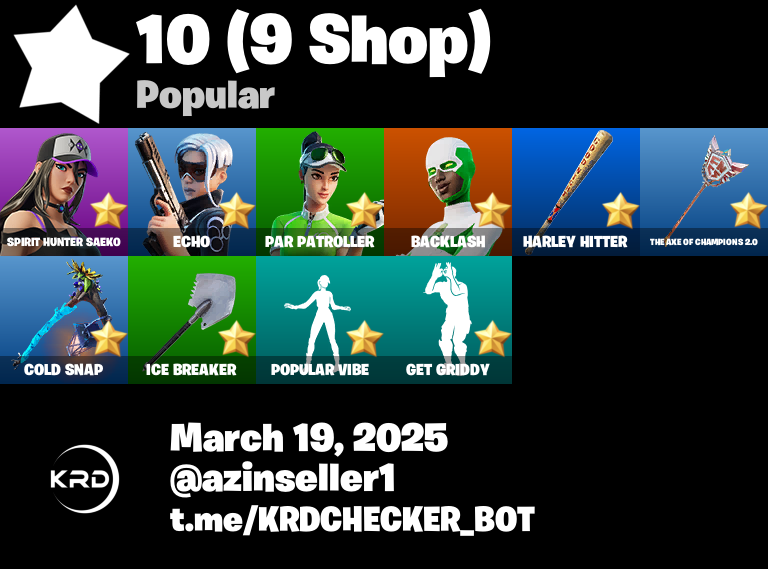 10 (9 Shop)
Popular
SPIRIT HUNTER SAEKO
ECHO
PAR PATROLLER
BACKLASH
HARLEY HITTER
THE AXE OF CHAMPIONS 2.0
COLD SNAP
ICE BREAKER
POPULAR VIBE
GET GRIDDY
March 19, 2025
KRD
@azinseller1
t.me/KRDCHECKER_BOT